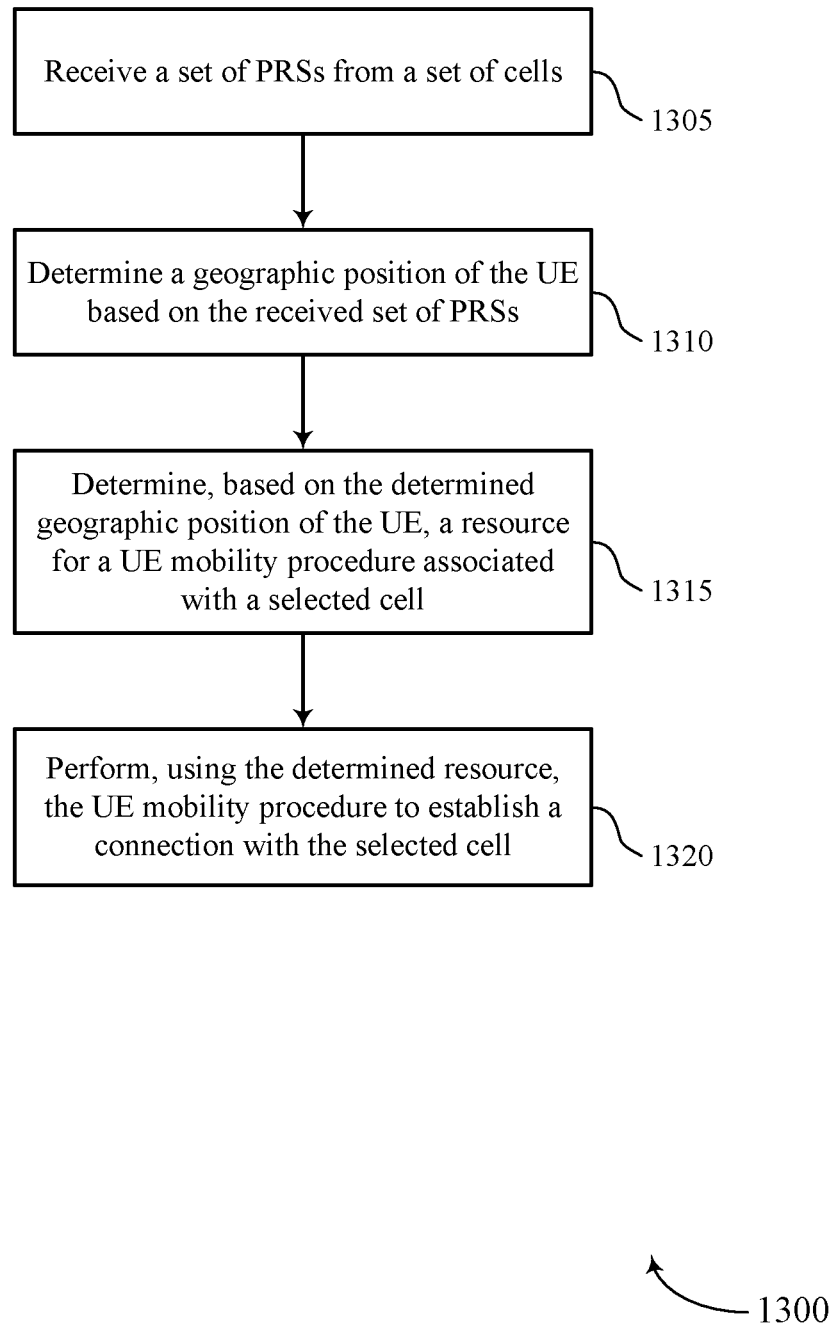 Receive a set of PRSs from a set of cells
1305
Determine a geographic position of the UE
based on the received set of PRSs
1310
Determine, based on the determined
geographic position of the UE, a resource
for a UE mobility procedure associated
with a selected cell
1315
Perform, using the determined resource,
the UE mobility procedure to establish a
connection with the selected cell
1320
1300